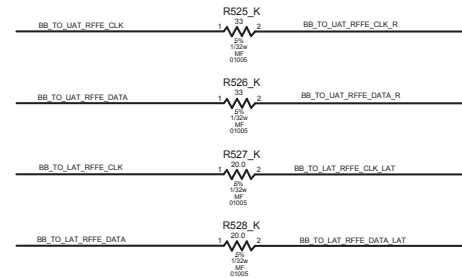 R525_K
BB_TO_UAT_RFFE_CLK 33 BB_TO_UAT_RFFE_CLK_R
1 2
5%
1/32w
MF
01005
R526_K
BB_TO_UAT_RFFE_DATA 33 BB_TO_UAT_RFFE_DATA_R
1 2
5%
1/32w
MF
01005
R527_K
BB_TO_LAT_RFFE_CLK 20.0 BB_TO_LAT_RFFE_CLK_LAT
1 2
5%
1/32w
MF
01005
R528_K
BB_TO_LAT_RFFE_DATA 20.0 BB_TO_LAT_RFFE_DATA_LAT
1 2
5%
1/32w
MF
01005